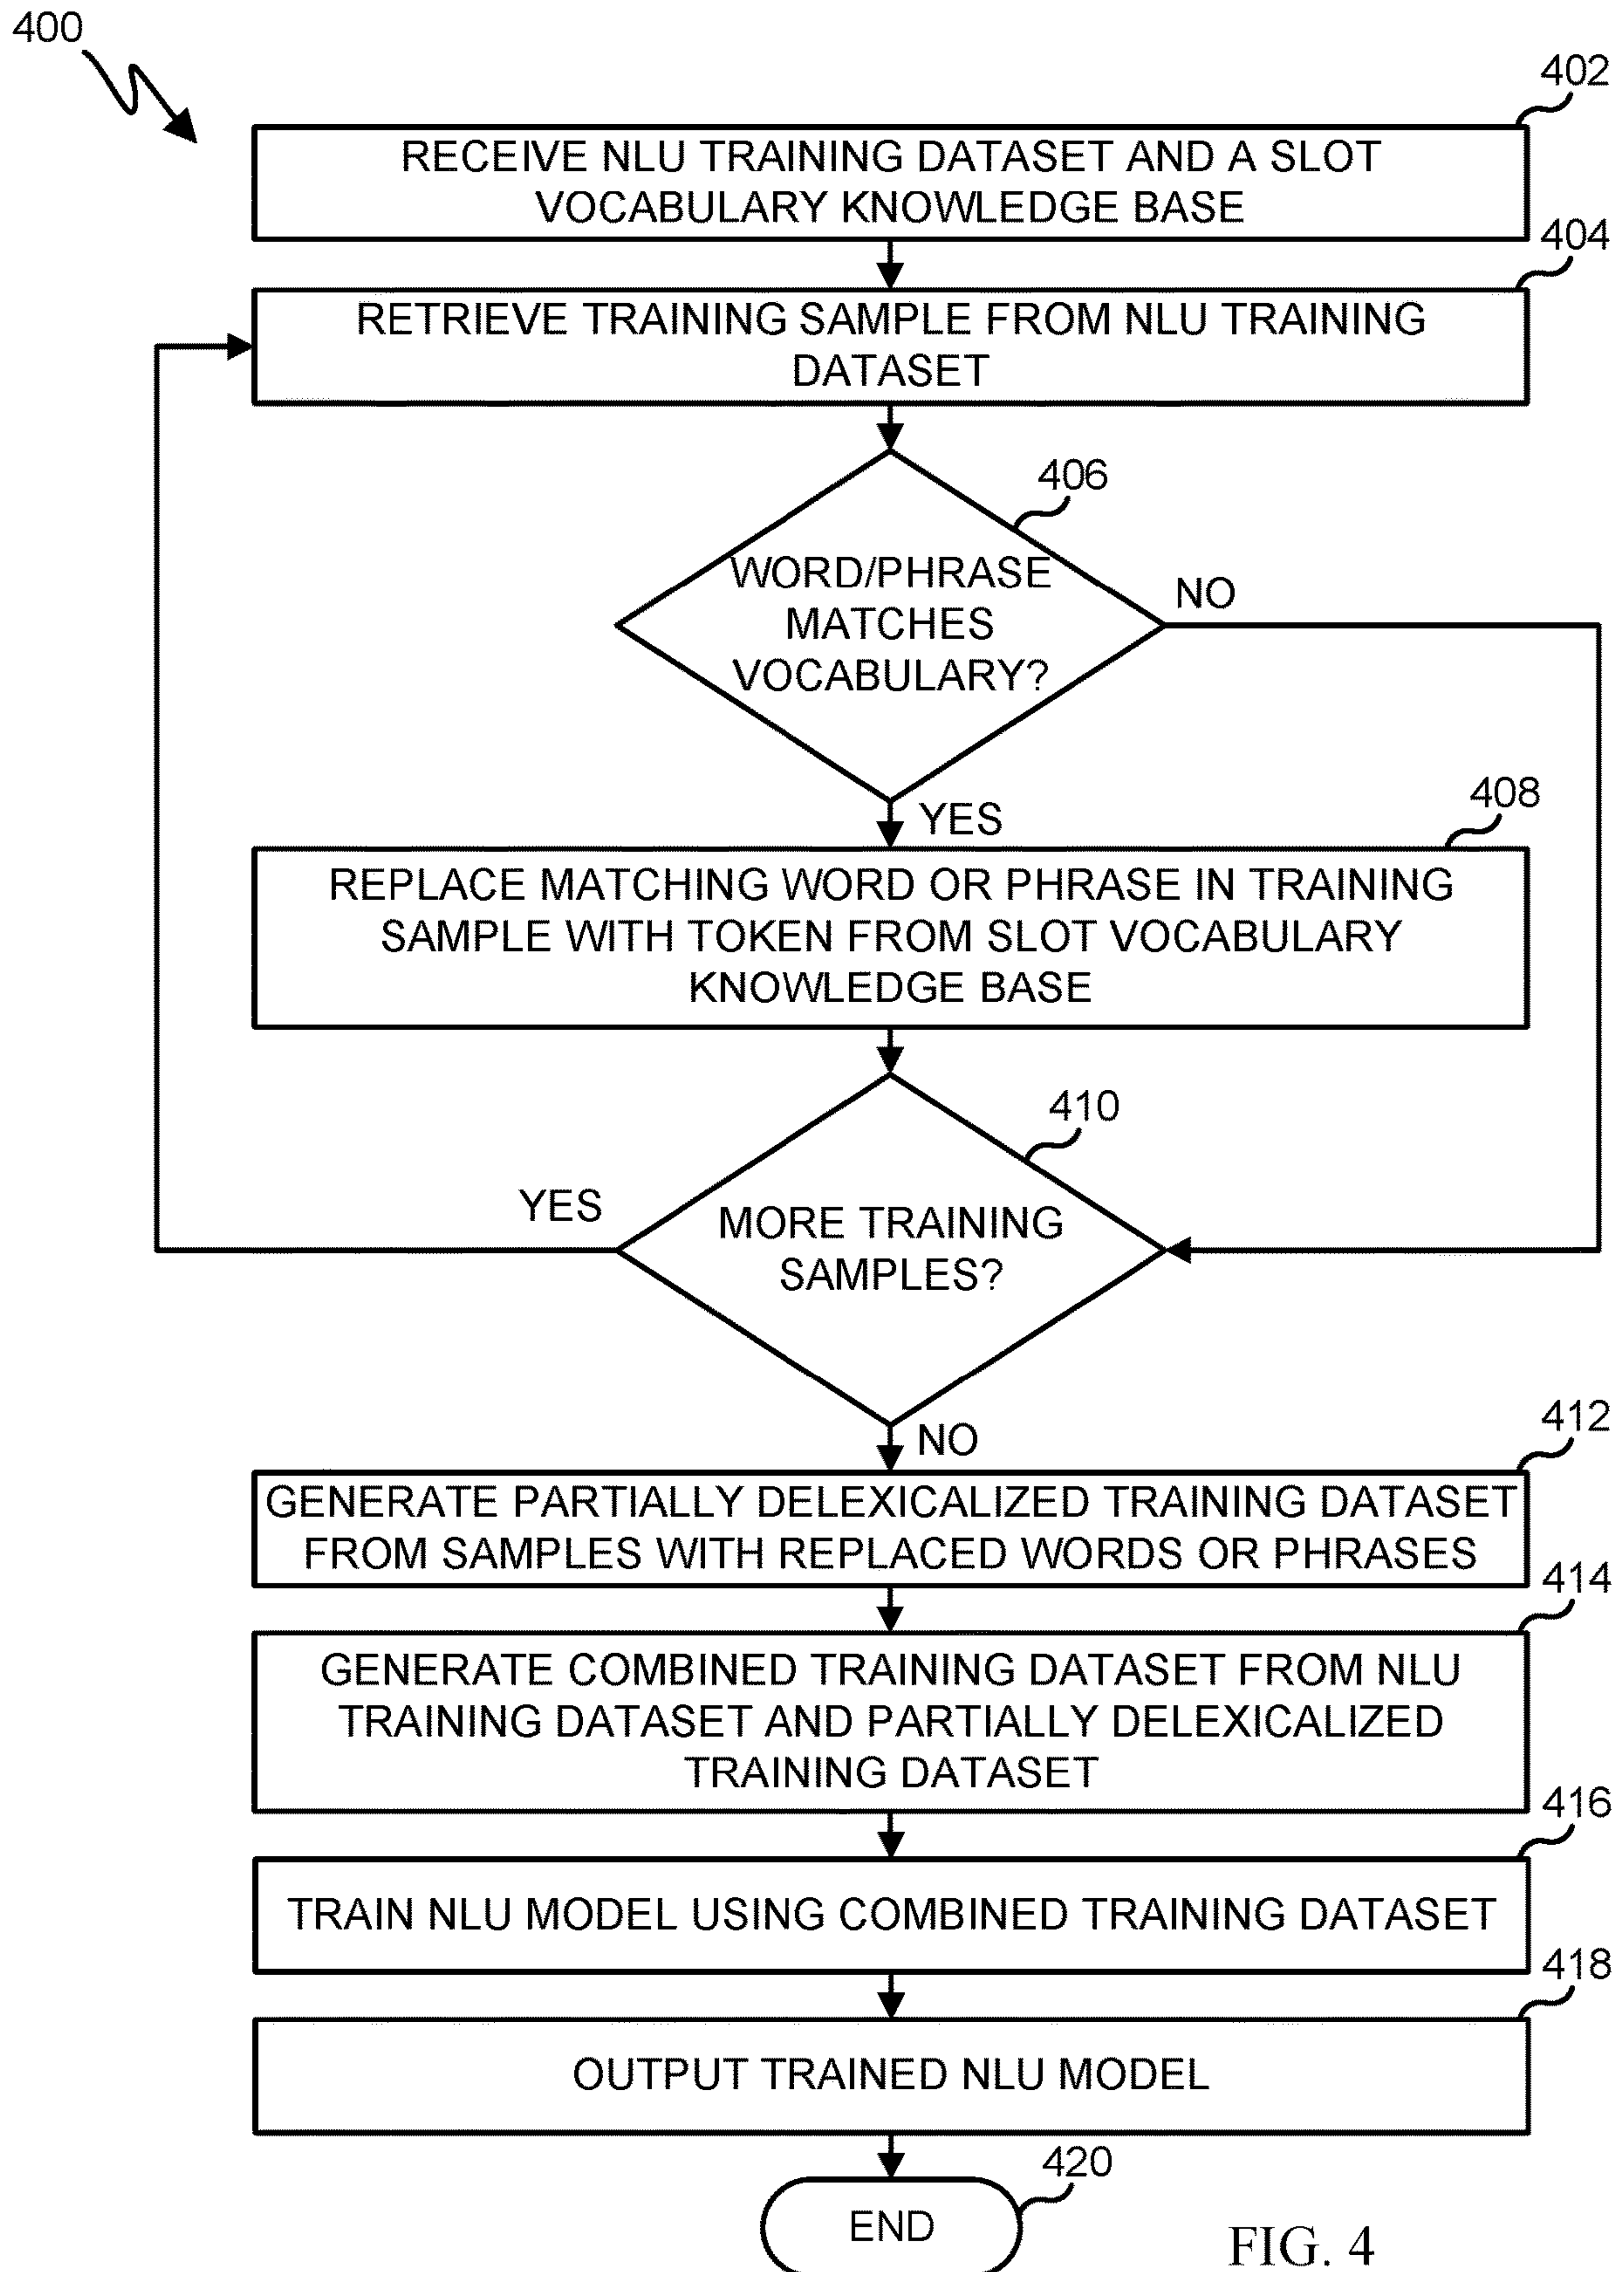 400
402
RECEIVE NLU TRAINING DATASET AND A SLOT
VOCABULARY KNOWLEDGE BASE
404
RETRIEVE TRAINING SAMPLE FROM NLU TRAINING
DATASET
406
WORD/PHRASE
MATCHES
VOCABULARY?
NO
YES
408
REPLACE MATCHING WORD OR PHRASE IN TRAINING
SAMPLE WITH TOKEN FROM SLOT VOCABULARY
KNOWLEDGE BASE
410
YES
MORE TRAINING
SAMPLES?
NO
412
GENERATE PARTIALLY DELEXICALIZED TRAINING DATASET
FROM SAMPLES WITH REPLACED WORDS OR PHRASES
414
GENERATE COMBINED TRAINING DATASET FROM NLU
TRAINING DATASET AND PARTIALLY DELEXICALIZED
TRAINING DATASET
416
TRAIN NLU MODEL USING COMBINED TRAINING DATASET
418
OUTPUT TRAINED NLU MODEL
420
END
FIG. 4